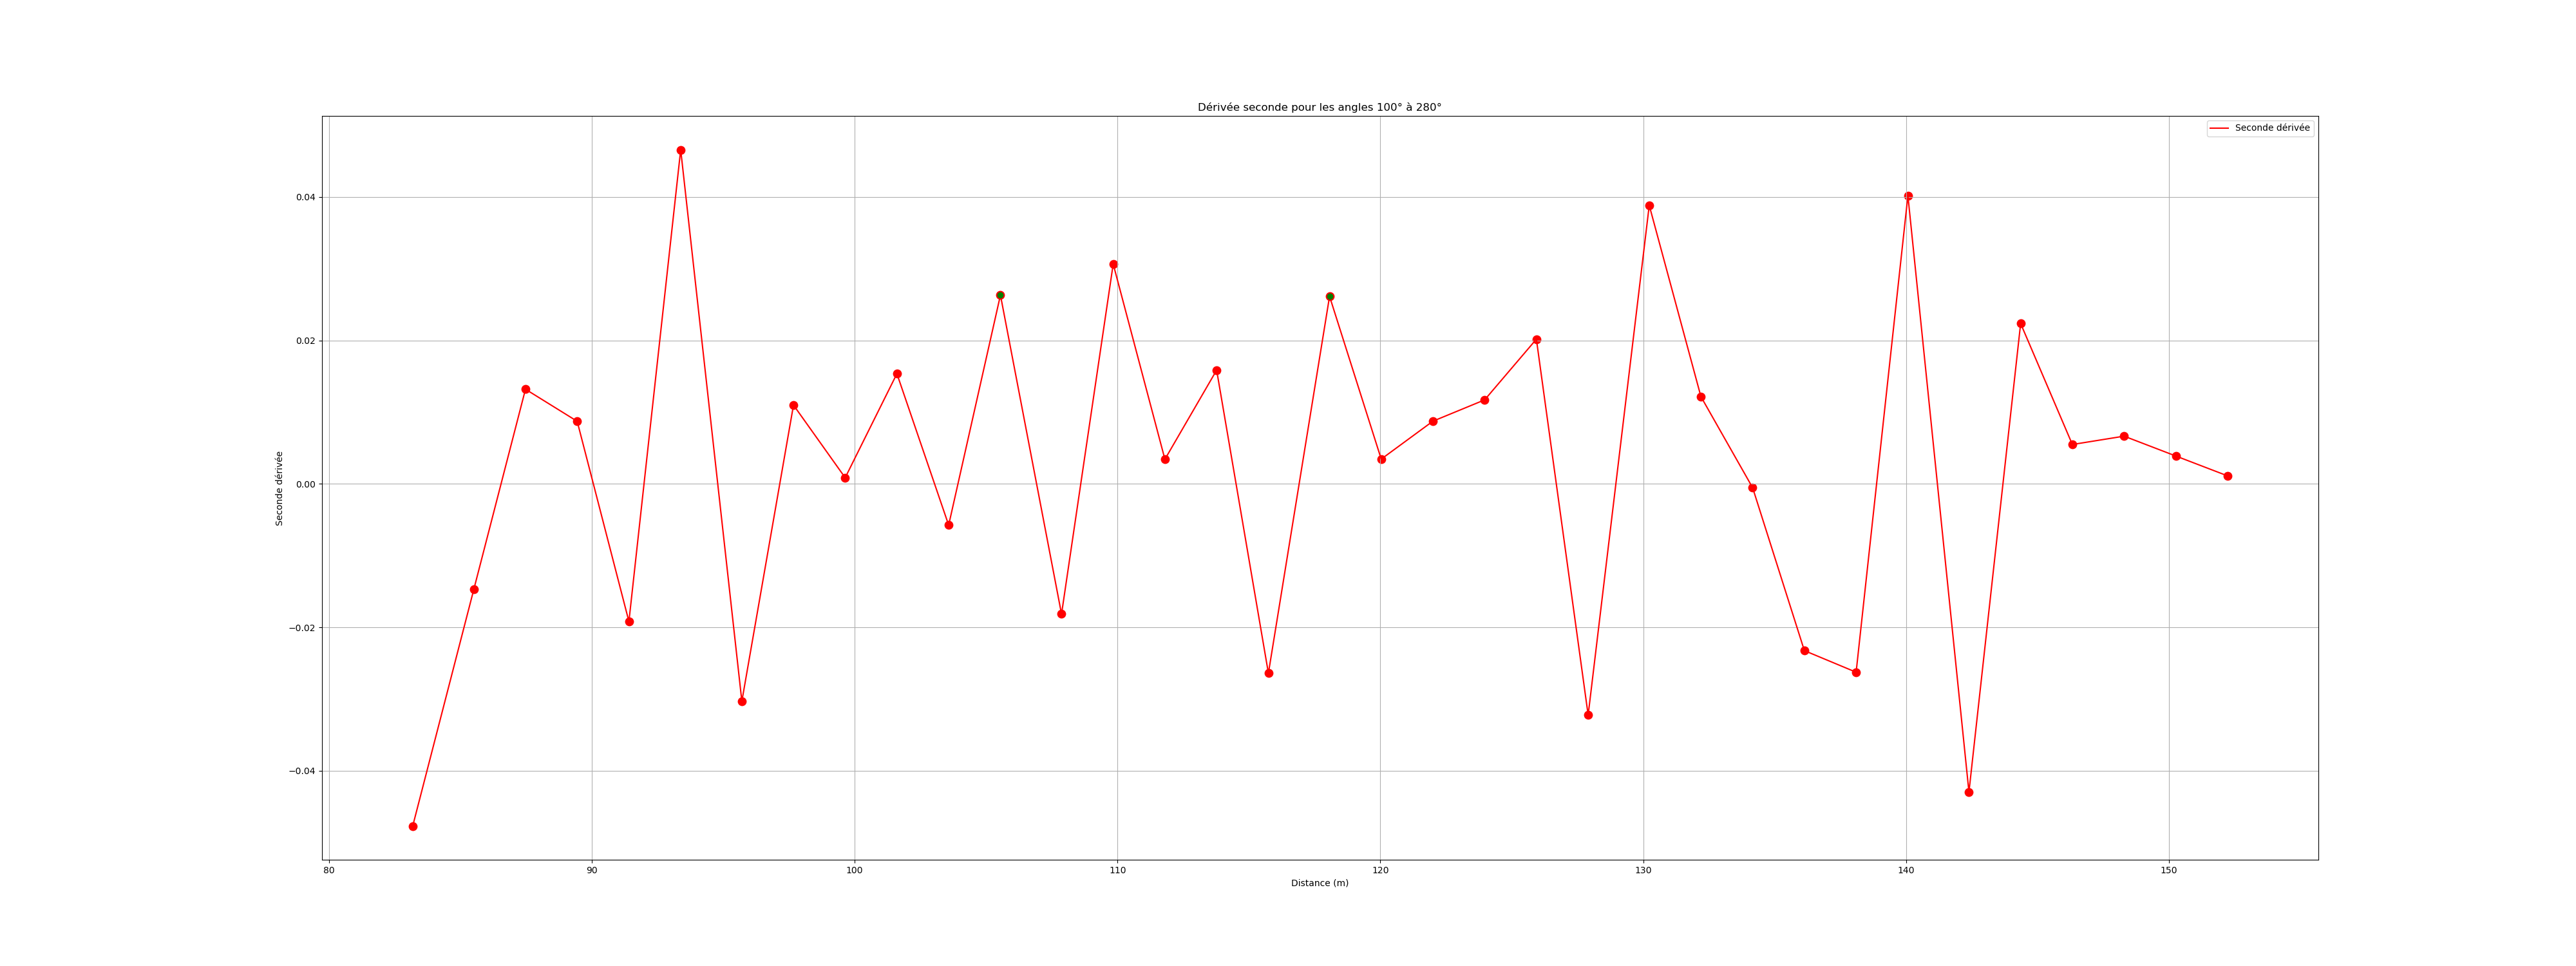 Dérivée seconde pour les angles 100° à 280°
Seconde dérivée
0.04
0.02
0.00
−0.02
−0.04
Seconde dérivée
80 90 100 110 120 130 140 150
Distance (m)